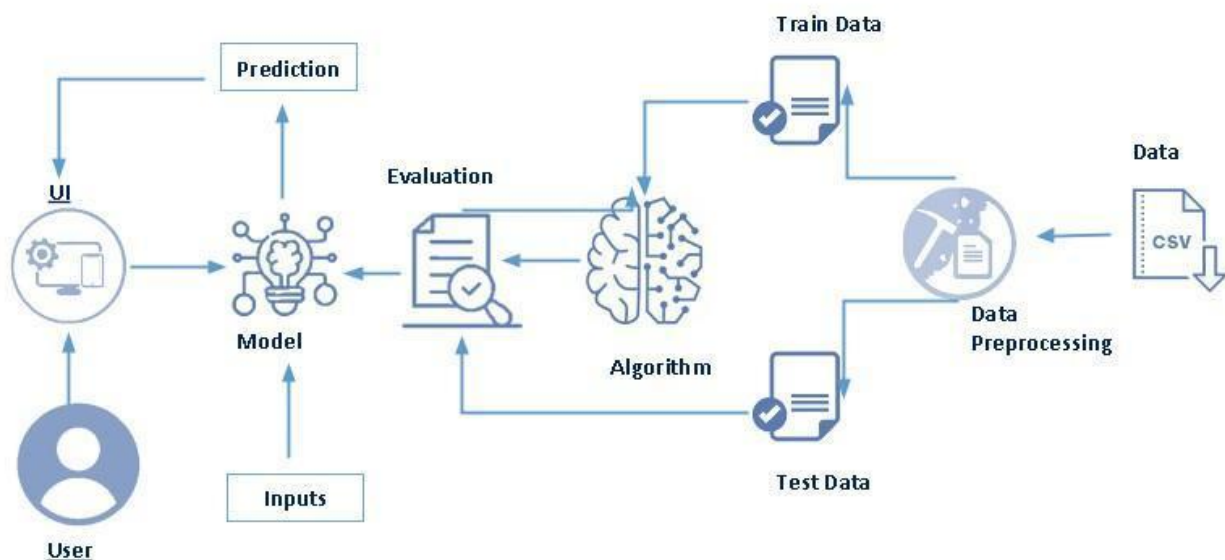 Train Data
Prediction
Data
Evaluation
UI
CSV
Model
Data
Preprocessing
Algorithm
Inputs
Test Data
User